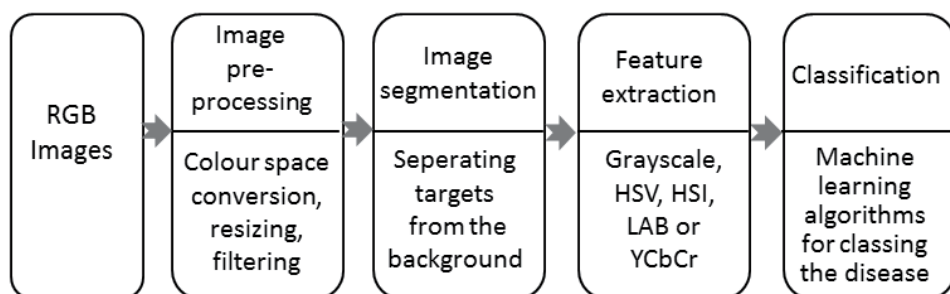 RGB
Images
Image
pre-
processing
Colour space
conversion,
resizing,
filtering
Image
segmentation
Seperating
targets
from the
background
Feature
extraction
Grayscale,
HSV, HSI,
LAB or
YCbCr
Classification
Machine
learning
algorithms
for classing
the disease